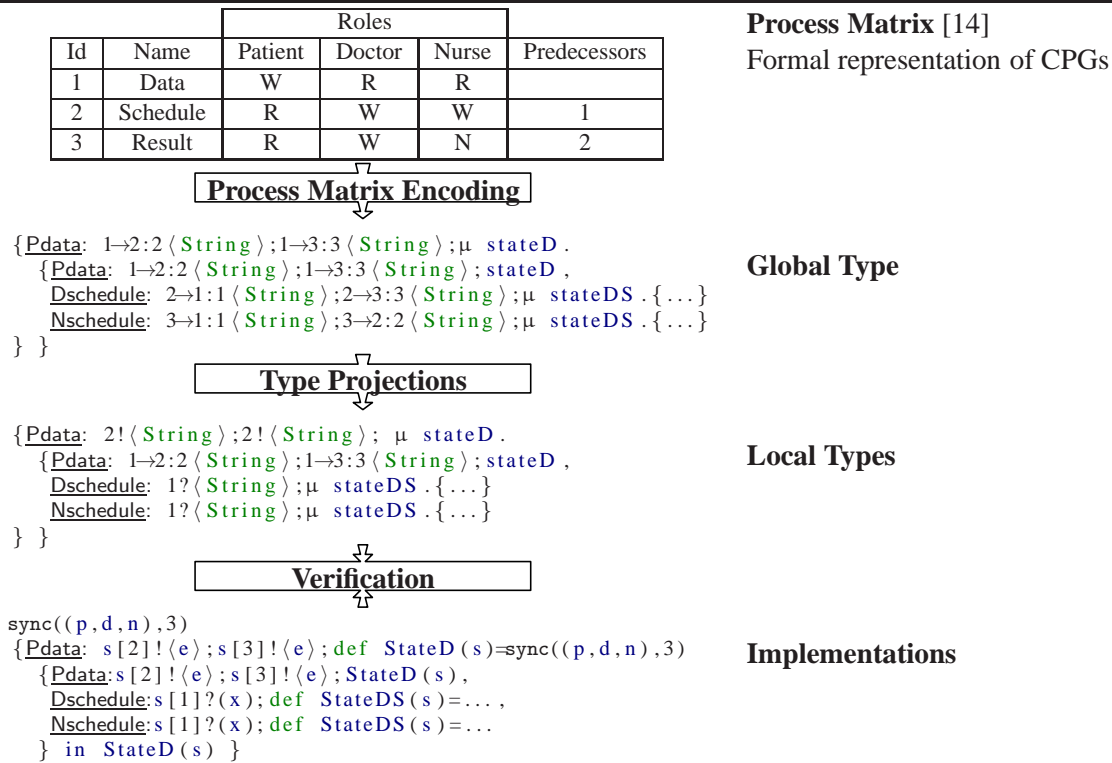 Roles
Id Name Patient Doctor Nurse Predecessors
1 Data W R R
2 Schedule R W W 1
3 Result R W N 2
Process Matrix [14]
Formal representation of CPGs
Process Matrix Encoding
{Pdata: 1→2:2⟨String⟩;1→3:3⟨String⟩;μ stateD.
{Pdata: 1→2:2⟨String⟩;1→3:3⟨String⟩;stateD,
Dschedule: 2→1:1⟨String⟩;2→3:3⟨String⟩;μ stateDS.{...}
Nschedule: 3→1:1⟨String⟩;3→2:2⟨String⟩;μ stateDS.{...}
} }
Global Type
Type Projections
{Pdata: 2!⟨String⟩;2!⟨String⟩; μ stateD.
{Pdata: 1→2:2⟨String⟩;1→3:3⟨String⟩;stateD,
Dschedule: 1?⟨String⟩;μ stateDS.{...}
Nschedule: 1?⟨String⟩;μ stateDS.{...}
} }
Local Types
Verification
sync((p,d,n),3)
{Pdata: s[2]!⟨e⟩;s[3]!⟨e⟩;def StateD(s)=sync((p,d,n),3)
{Pdata:s[2]!⟨e⟩;s[3]!⟨e⟩;StateD(s),
Dschedule:s[1]?(x);def StateDS(s)=...,
Nschedule:s[1]?(x);def StateDS(s)=...
} in StateD(s) }
Implementations